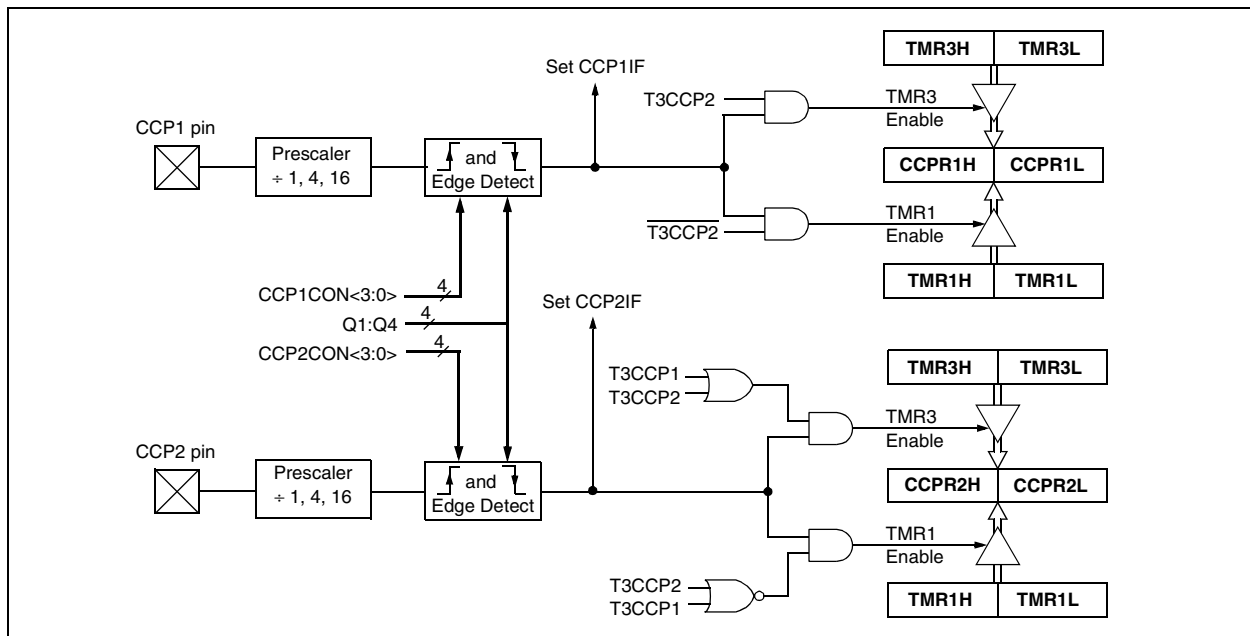 TMR3H TMR3L
Set CCP1IF
T3CCP2
TMR3
Enable
CCP1 pin
Prescaler
÷ 1, 4, 16
and
Edge Detect
CCPR1H CCPR1L
TMR1
Enable
T3CCP2
TMR1H TMR1L
CCP1CON<3:0> 4
Q1:Q4 4
CCP2CON<3:0> 4
Set CCP2IF
TMR3H TMR3L
T3CCP1
T3CCP2
TMR3
Enable
CCP2 pin
Prescaler
÷ 1, 4, 16
and
Edge Detect
CCPR2H CCPR2L
TMR1
Enable
T3CCP2
T3CCP1
TMR1H TMR1L